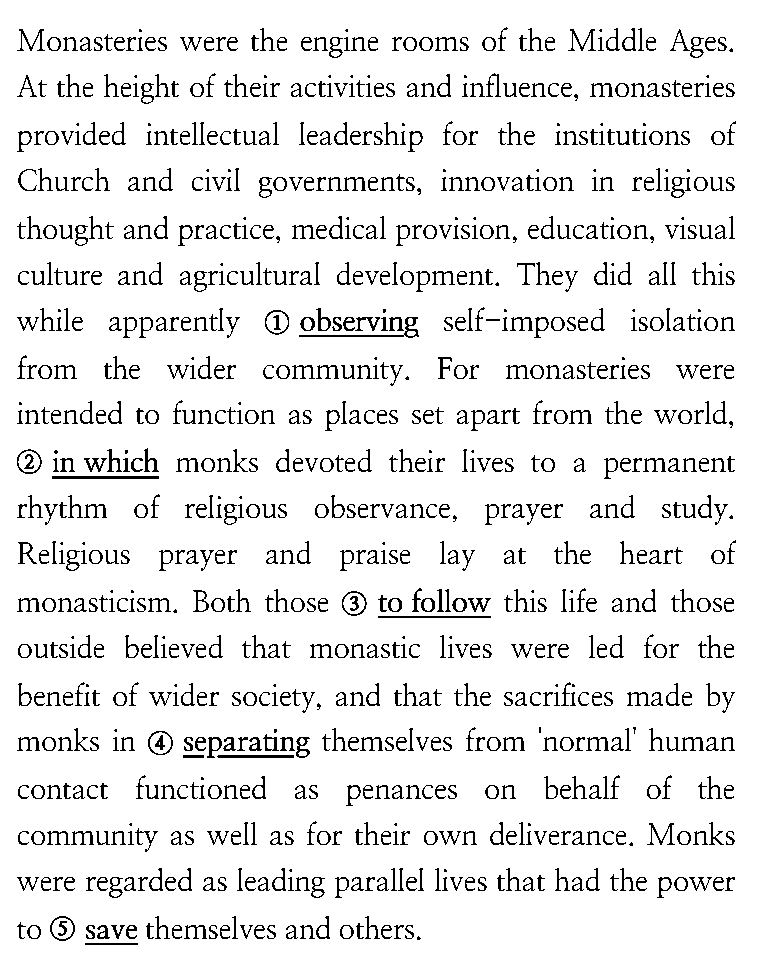 Monasteries were the engine rooms of the Middle Ages.
At the height of their activities and influence, monasteries
provided intellectual leadership for the institutions of
Church and civil governments, innovation in religious
thought and practice, medical provision, education, visual
culture and agricultural development. They did all this
while apparently ① observing self-imposed isolation
from the wider community. For monasteries were
intended to function as places set apart from the world,
② in which monks devoted their lives to a permanent
rhythm of religious observance, prayer and study.
Religious prayer and praise lay at the heart of
monasticism. Both those ③ to follow this life and those
outside believed that monastic lives were led for the
benefit of wider society, and that the sacrifices made by
monks in ④ separating themselves from 'normal' human
contact functioned as penances on behalf of the
community as well as for their own deliverance. Monks
were regarded as leading parallel lives that had the power
to ⑤ save themselves and others.